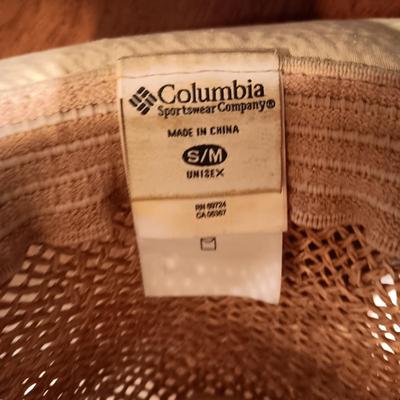 Columbia
Sportswear Company®
MADE IN CHINA
S/M
UNISEX
RN 69724
CA 05367